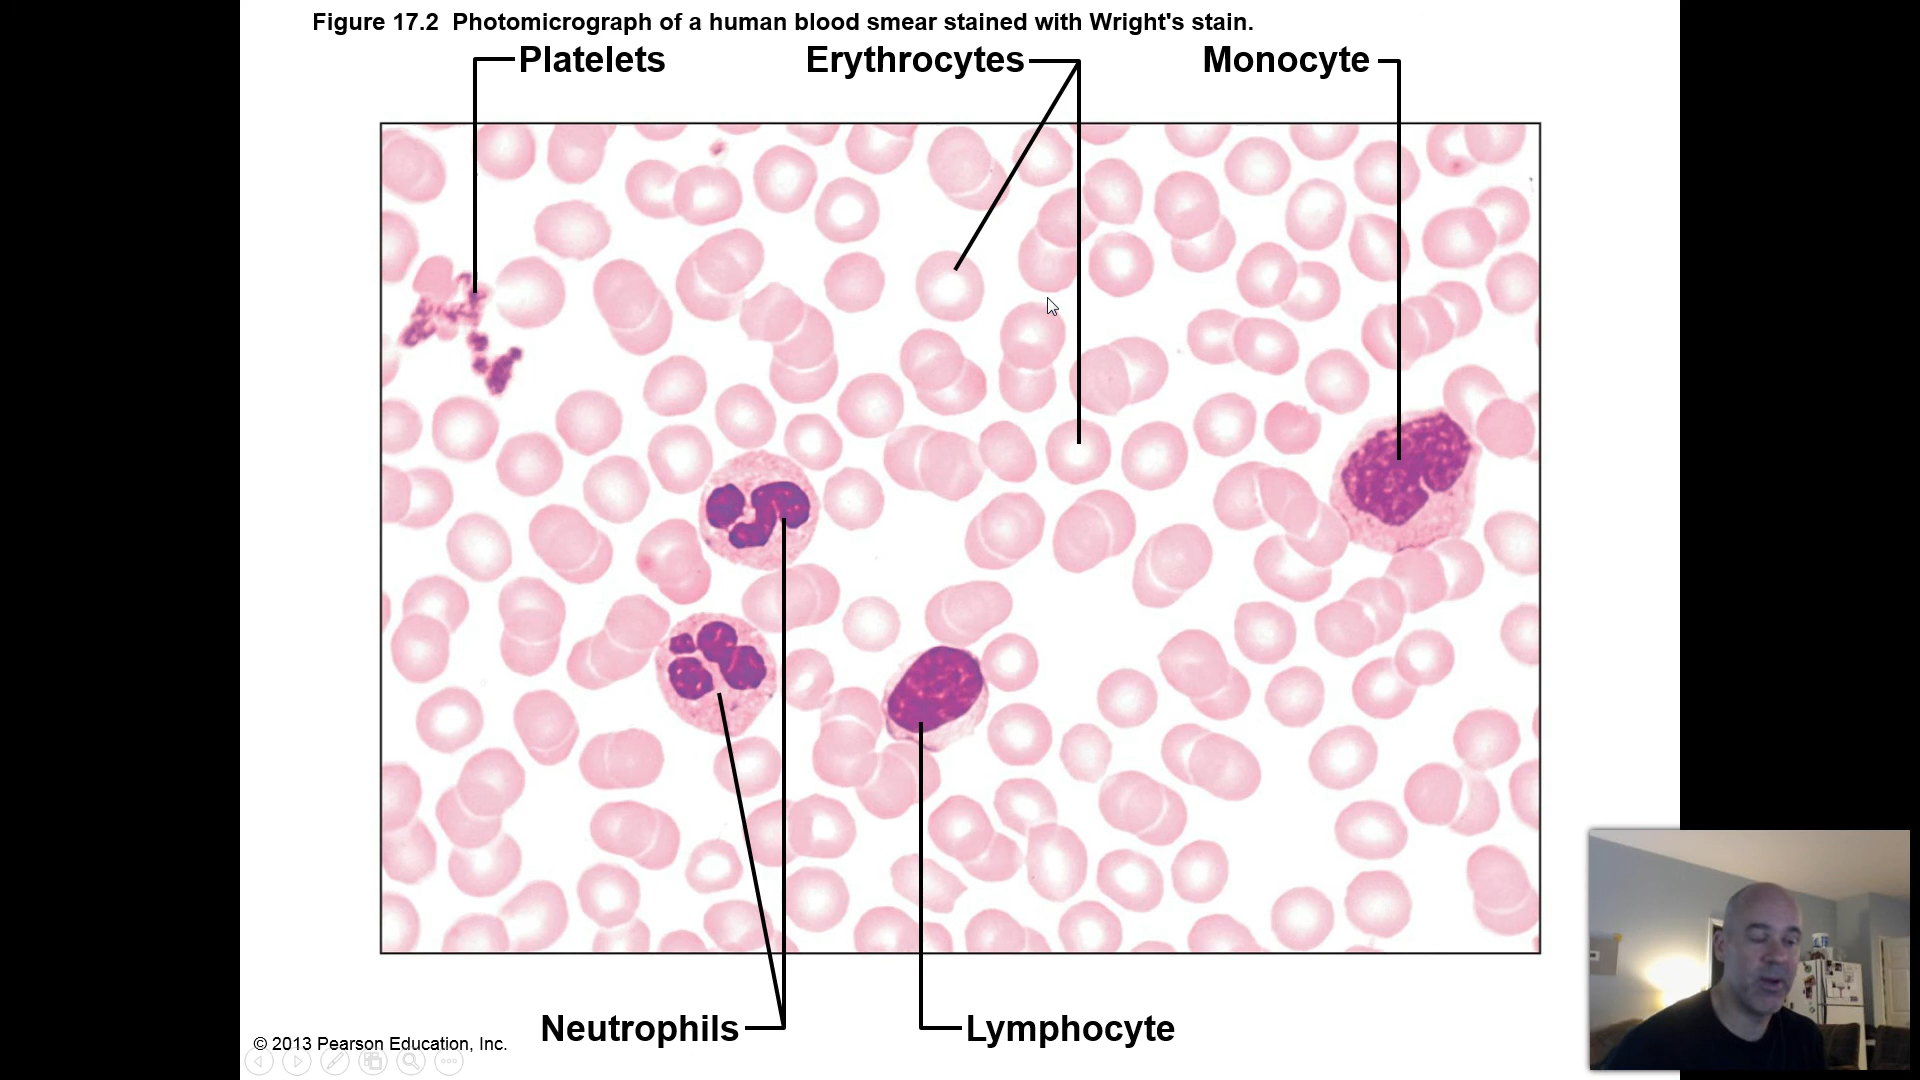 Figure 17.2  Photomicrograph of a human blood smear stained with Wright's stain.
Platelets
Erythrocytes
Monocyte
Neutrophils
Lymphocyte
© 2013 Pearson Education, Inc.